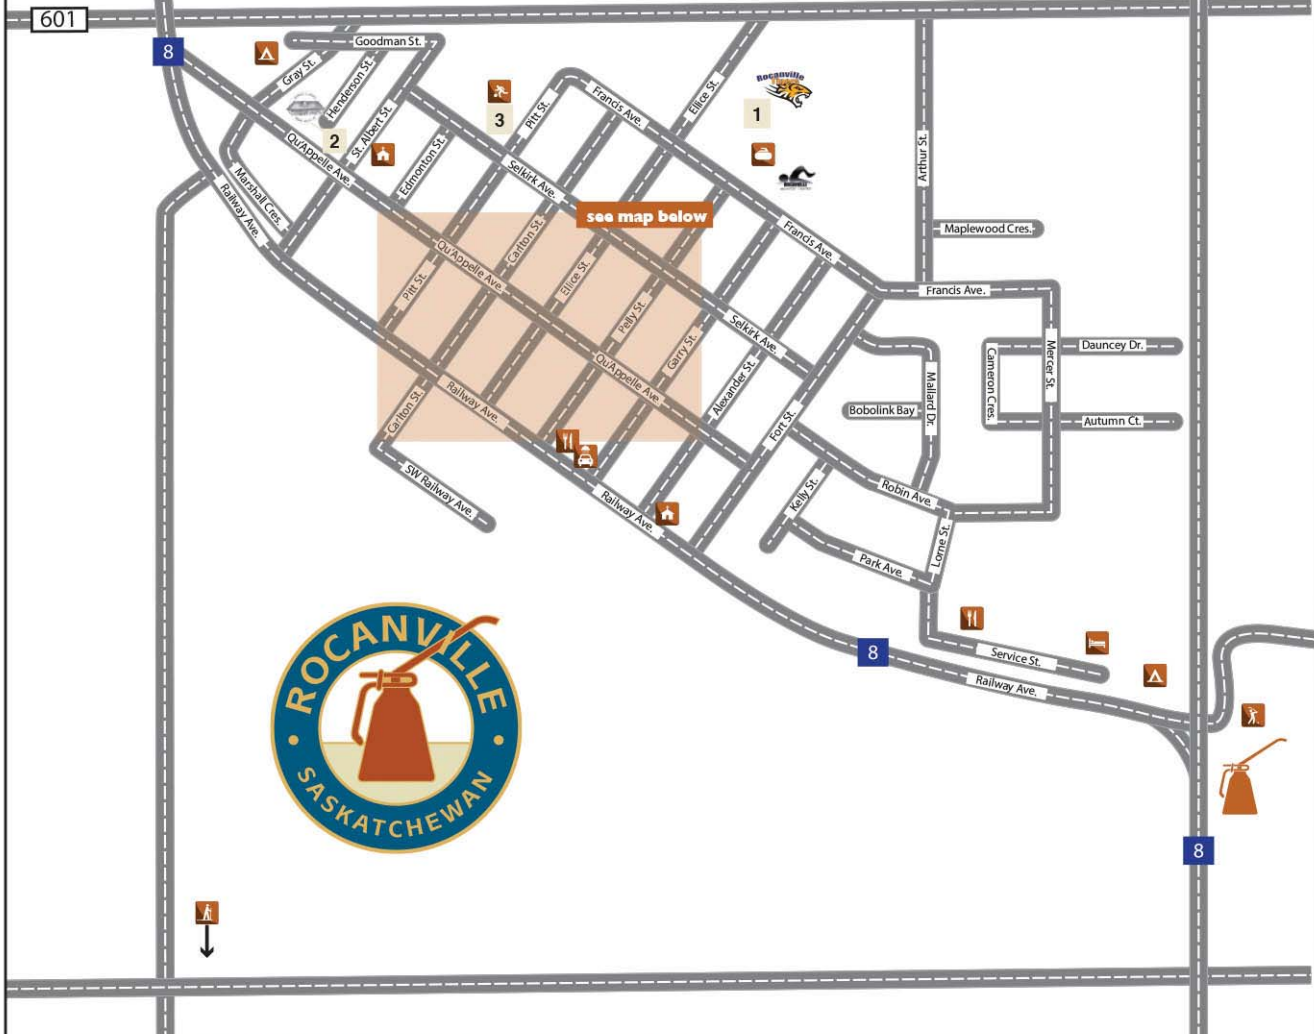 601
8
Goodman St.
Gray St.
Henderson St.
St. Albert St.
2
3
Pitt St.
Francis Ave.
Ellice St.
Rocanville
Tigers
1
Arthur St.
Qu'Appelle Ave.
Edmonton St.
Selkirk Ave.
Marshall Cres.
Railway Ave.
see map below
Maplewood Cres.
Francis Ave.
Carlton St.
Qu'Appelle Ave.
Ellice St.
Pitt St.
Pelly St.
Francis Ave.
Selkirk Ave.
Garry St.
Dauncey Dr.
Mercer St.
Cameron Cres.
Qu'Appelle Ave
Alexander St.
Mallard Dr.
Bobolink Bay
Autumn Ct.
Railway Ave.
Carlton St.
Fort St.
SW Railway Ave.
Railway Ave.
Kelly St.
Robin Ave.
Lorne St.
Park Ave.
8
Service St.
Railway Ave.
ROCANVILLE
SASKATCHEWAN
8